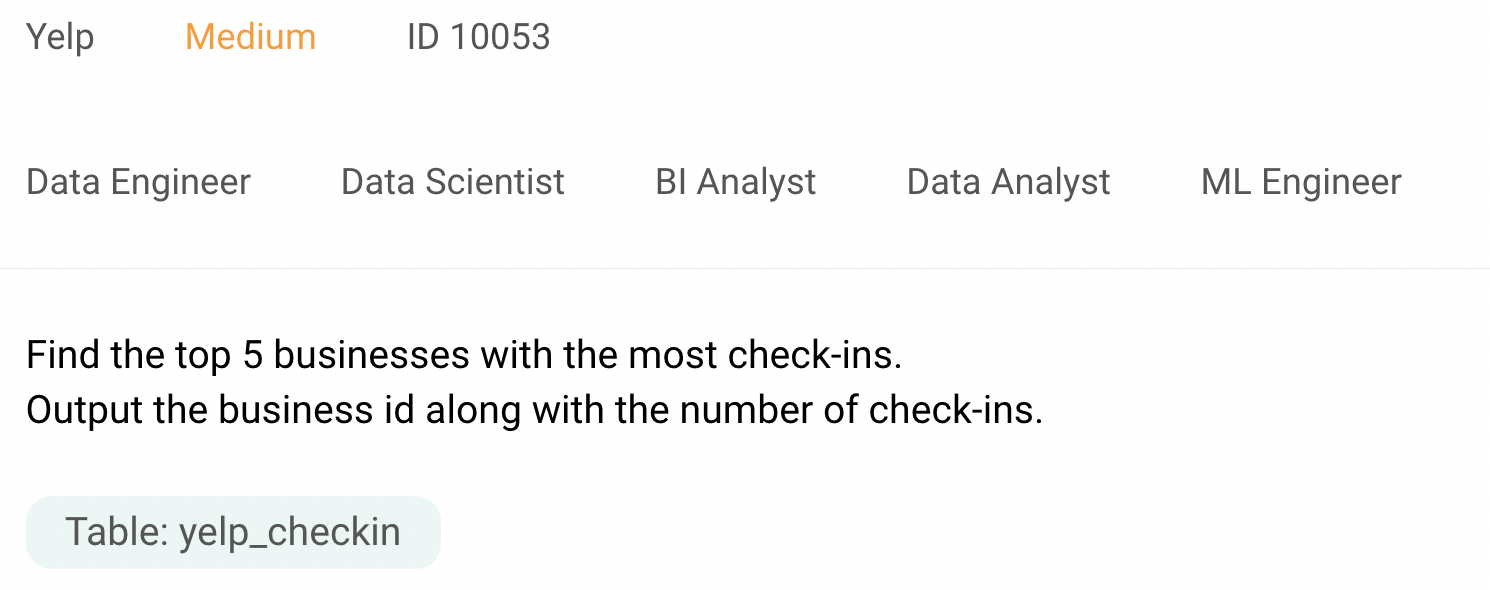 Yelp Medium ID 10053
Data Engineer Data Scientist BI Analyst Data Analyst ML Engineer
Find the top 5 businesses with the most check-ins.
Output the business id along with the number of check-ins.
Table: yelp_checkin